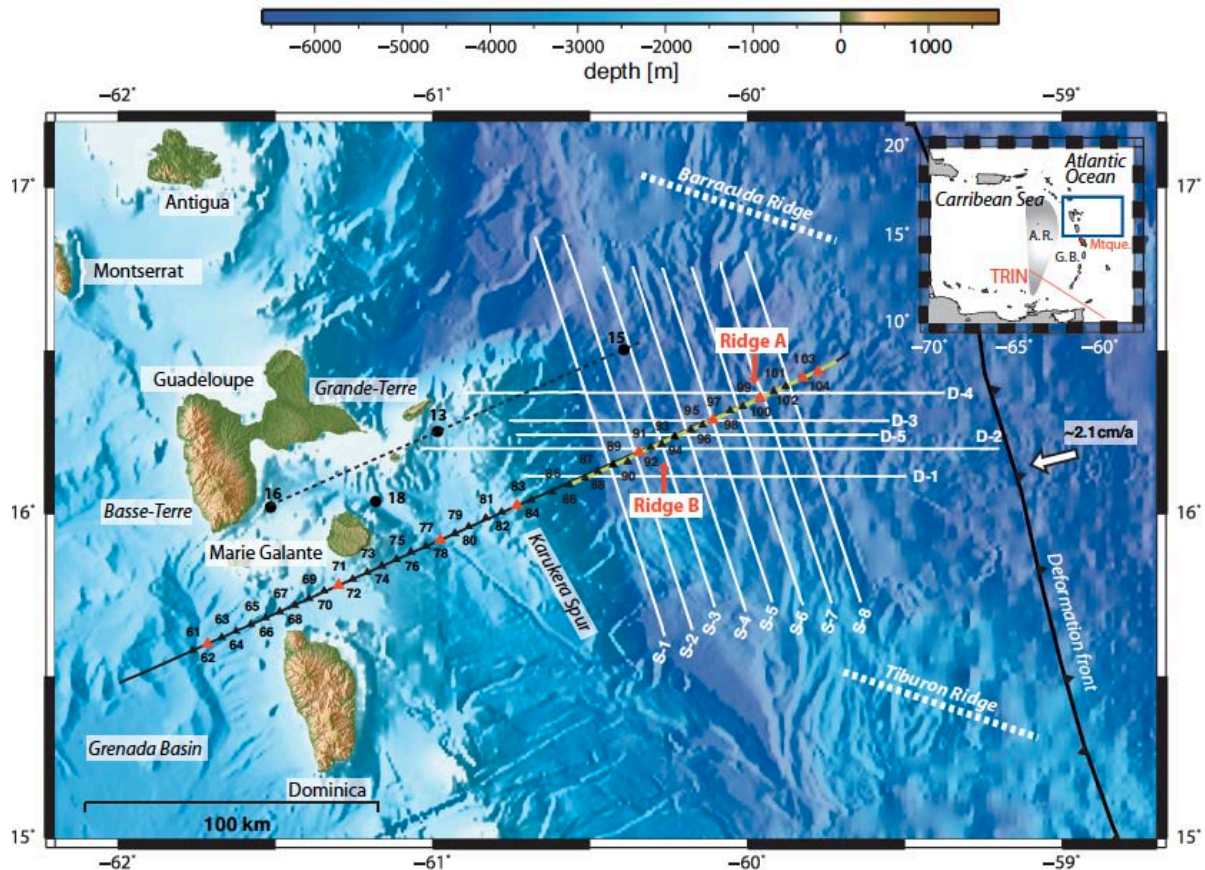 −6000 −5000 −4000 −3000 −2000 −1000 0 1000
depth [m]
−62˚ −61˚ −60˚ −59˚
17˚
17˚
Antigua
Montserrat
Guadeloupe
Grande-Terre
Basse-Terre
Marie Galante
Grenada Basin
Dominica
100 km
Karukera Spur
Barracuda Ridge
Tiburon Ridge
Deformation front
~2.1cm/a
Ridge A
Ridge B
15
13
16
18
61
62
63
64
65
66
67
68
69
70
71
72
73
74
75
76
77
78
79
80
81
82
83
84
85
86
87
88
89
90
91
92
93
94
95
96
97
98
99
100
101
102
103
104
D-4
D-3
D-5
D-2
D-1
S-1
S-2
S-3
S-4
S-5
S-6
S-7
S-8
20˚
15˚
10˚
−70 −65 −60
Atlantic
Ocean
Carribean Sea
A.R.
G.B.
Mtque.
TRIN
16˚
16˚
15˚
15˚
−62˚ −61˚ −60˚ −59˚